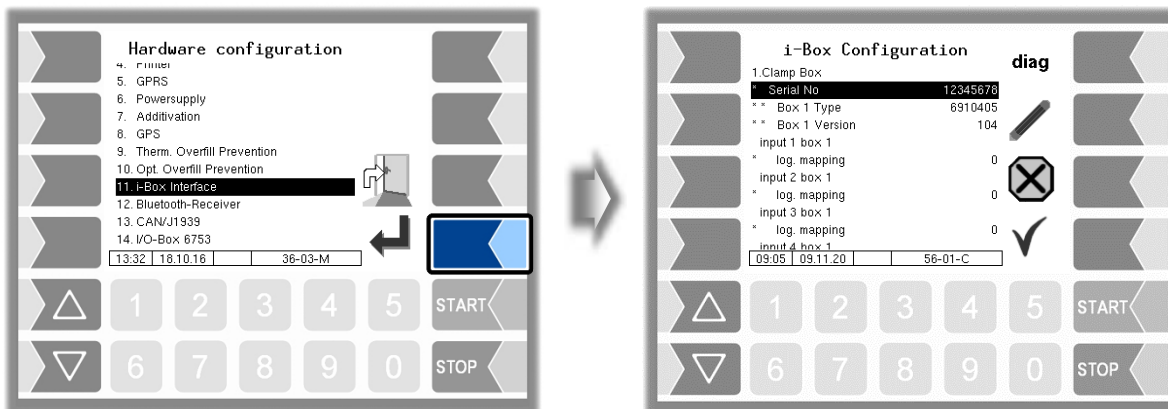 Hardware configuration
4. Printer
5. GPRS
6. Powersupply
7. Additivation
8. GPS
9. Therm. Overfill Prevention
10. Opt. Overfill Prevention
11. i-Box Interface
12. Bluetooth-Receiver
13. CAN/J1939
14. I/O-Box 6753
13:32 18.10.16 36-03-M
1 2 3 4 5 START
6 7 8 9 0 STOP
i-Box Configuration
diag
1.Clamp Box
* Serial No 12345678
* * Box 1 Type 6910405
* * Box 1 Version 104
input 1 box 1
* log. mapping 0
input 2 box 1
* log. mapping 0
input 3 box 1
* log. mapping 0
input 4 box 1
09:05 09.11.20 56-01-C
1 2 3 4 5 START
6 7 8 9 0 STOP